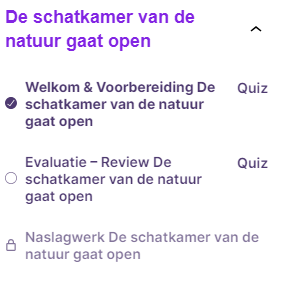 De schatkamer van de
natuur gaat open
Welkom & Voorbereiding De Quiz
schatkamer van de natuur
gaat open
Evaluatie – Review De Quiz
schatkamer van de natuur
gaat open
Naslagwerk De schatkamer van de
natuur gaat open